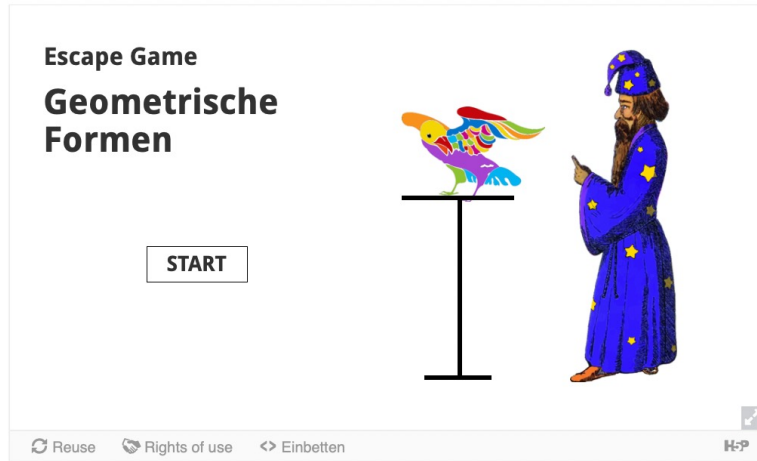 Escape Game
Geometrische
Formen
START
Reuse
Rights of use
Einbetten
H5P